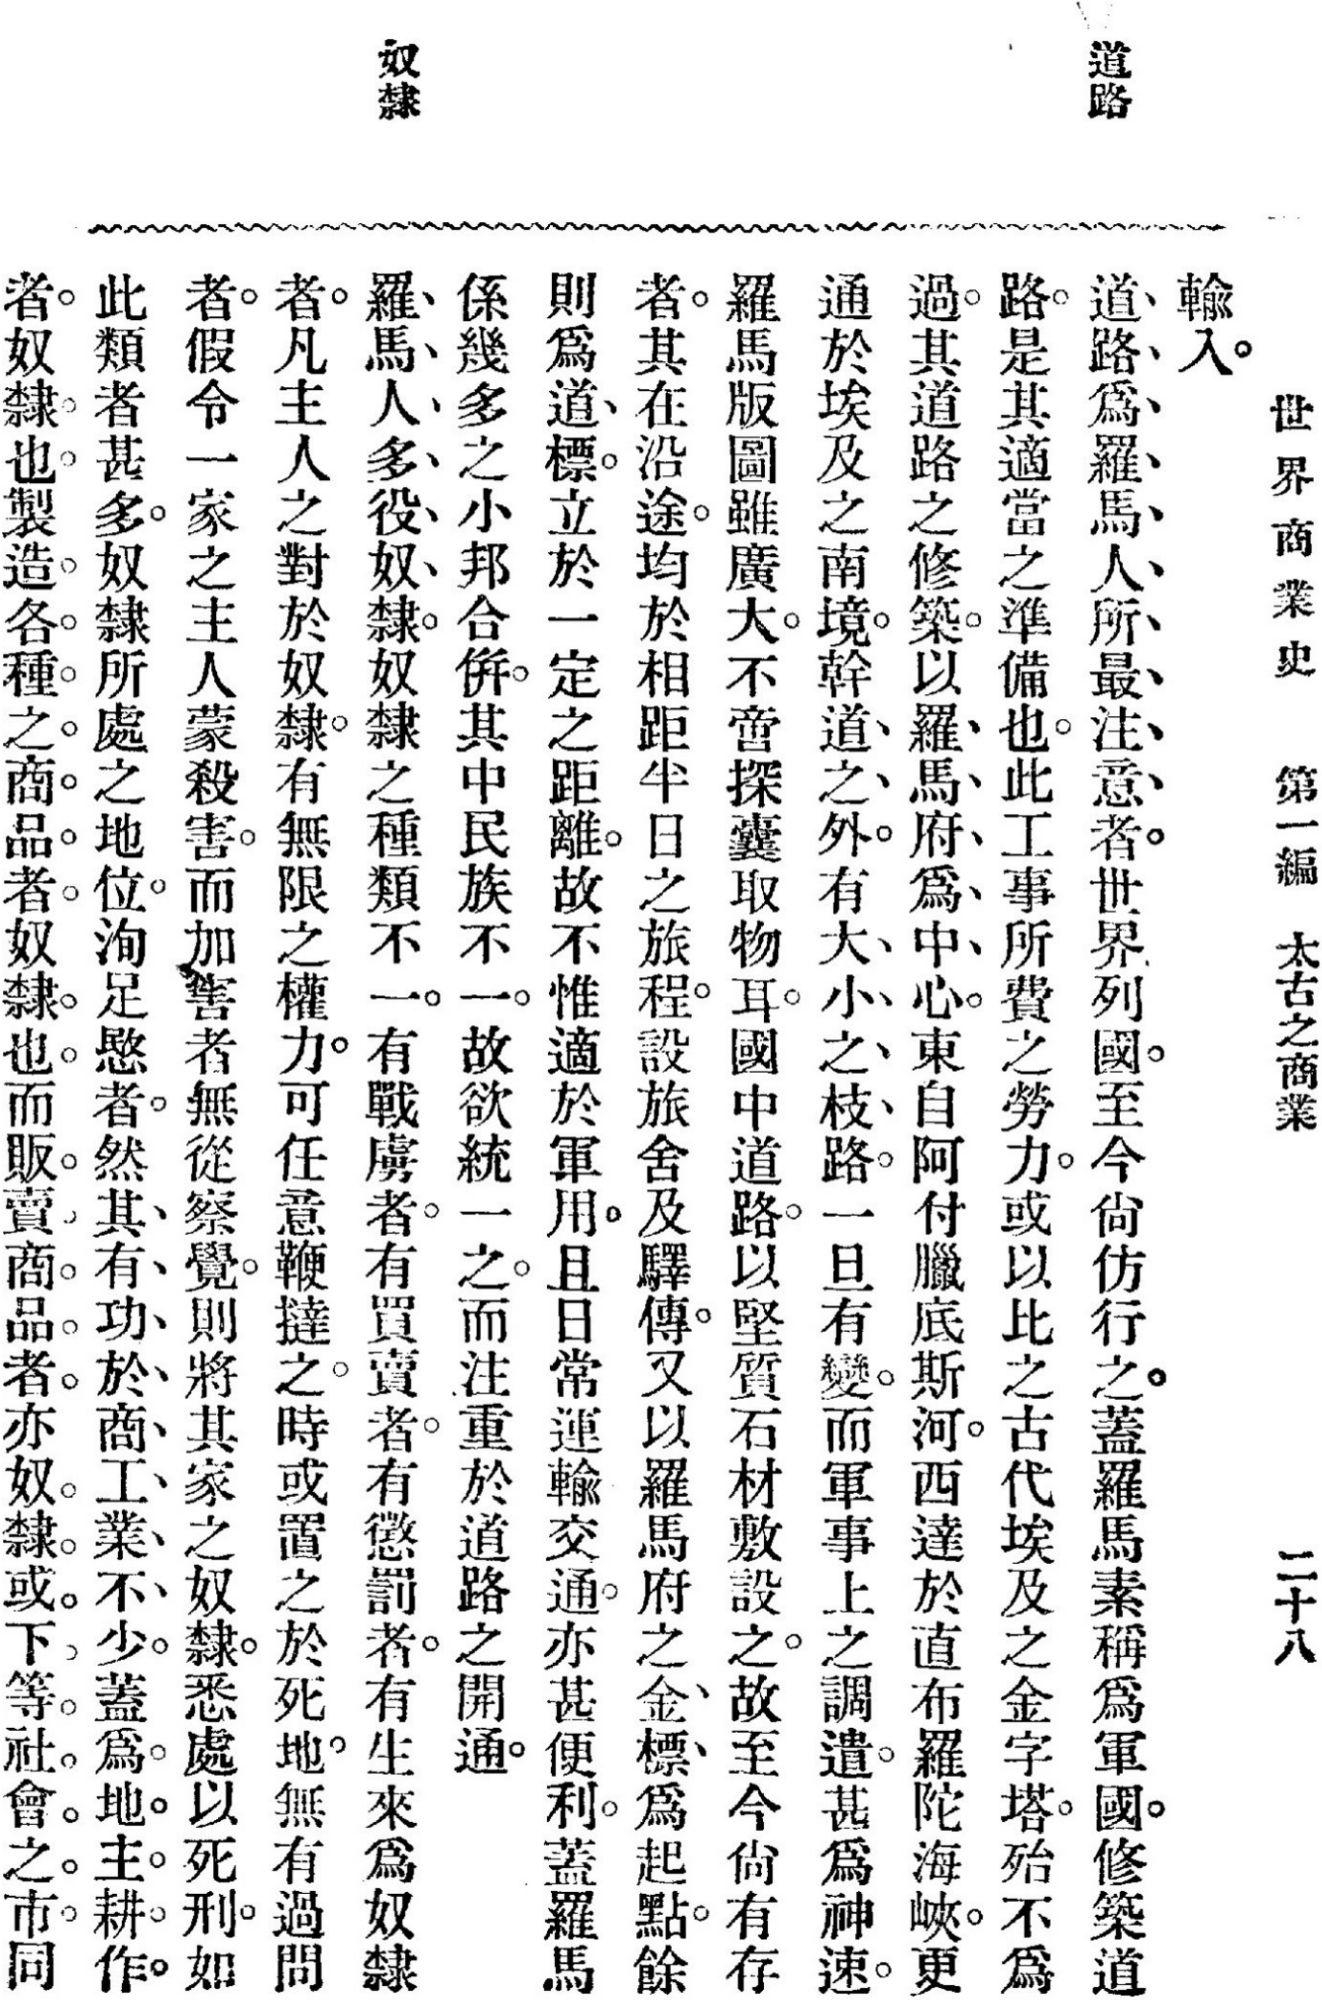 世界商業史　第一編　太古之商業　二十八
道路
奴隸
輸入。
道、路、爲、羅、馬、人、所、最、注、意、者。世界列國。至今尙仿行之。蓋羅馬素稱爲軍國。修築道
路。是其適當之準備也。此工事所費之勞力。或以比之古代埃及之金字塔。殆不爲
過。其道路之修築。以羅、馬、府、爲、中、心。東自阿付臘底斯河。西達於直布羅陀海峽。更
通於埃及之南境。幹道、之、外。有大、小、之、枝、路。一旦有變。而軍事上之調遣。甚爲神速。
羅馬版圖雖廣大。不啻探囊取物耳。國中道路。以堅質石材敷設之。故至今尙有存
者。其在沿途。均於相距半日之旅程。設旅舍及驛傳。又以羅馬府之金、標、爲起點。餘
則爲道、標。立於一定之距離。故不惟適於軍用。且日常運輸交通。亦甚便利。蓋羅馬
係幾多之小邦合倂。其中民族不一。故欲統一之。而注重於道路之開通。
羅、馬、人、多、役、奴、隸。奴隸之種類不一。有戰虜者。有買賣者。有懲罰者。有生來爲奴隸
者。凡主人之對於奴隸。有無限之權力。可任意鞭撻之。時或置之於死地。無有過問
者。假令一家之主人蒙殺害。而加害者無從察覺。則將其家之奴隸。悉處以死刑。如
此類者甚多。奴隸所處之地位。洵足愍者。然其、有、功、於、商、工、業、不、少。蓋爲。地。主。耕。作。
者。奴隸。也。製造。各。種。之。商。品。者。奴隸。也。而販。賣、商。品。者。亦奴。隸。或。下、等。社。會。之。市。同